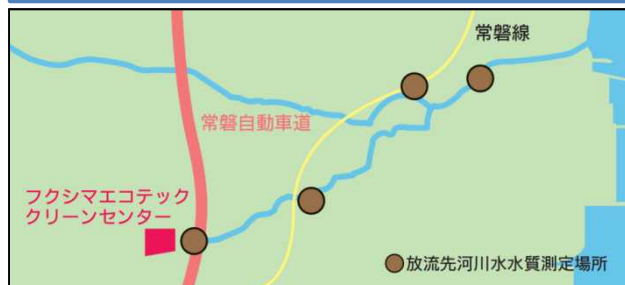 常磐線
常磐自動車道
フクシマエコテック
クリーンセンター
放流先河川水水質測定場所